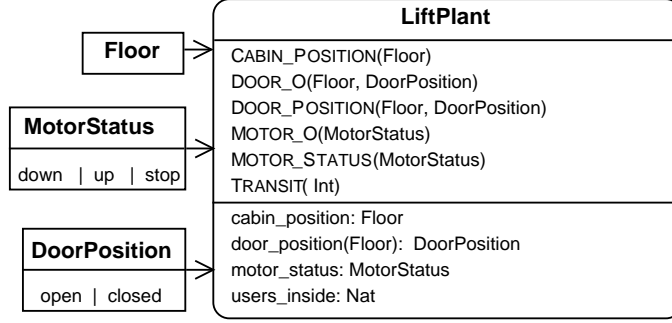 LiftPlant
Floor
CABIN_POSITION(Floor)
DOOR_O(Floor, DoorPosition)
DOOR_POSITION(Floor, DoorPosition)
MOTOR_O(MotorStatus)
MOTOR_STATUS(MotorStatus)
TRANSIT( Int)
MotorStatus
down | up | stop
cabin_position: Floor
door_position(Floor): DoorPosition
motor_status: MotorStatus
users_inside: Nat
DoorPosition
open | closed